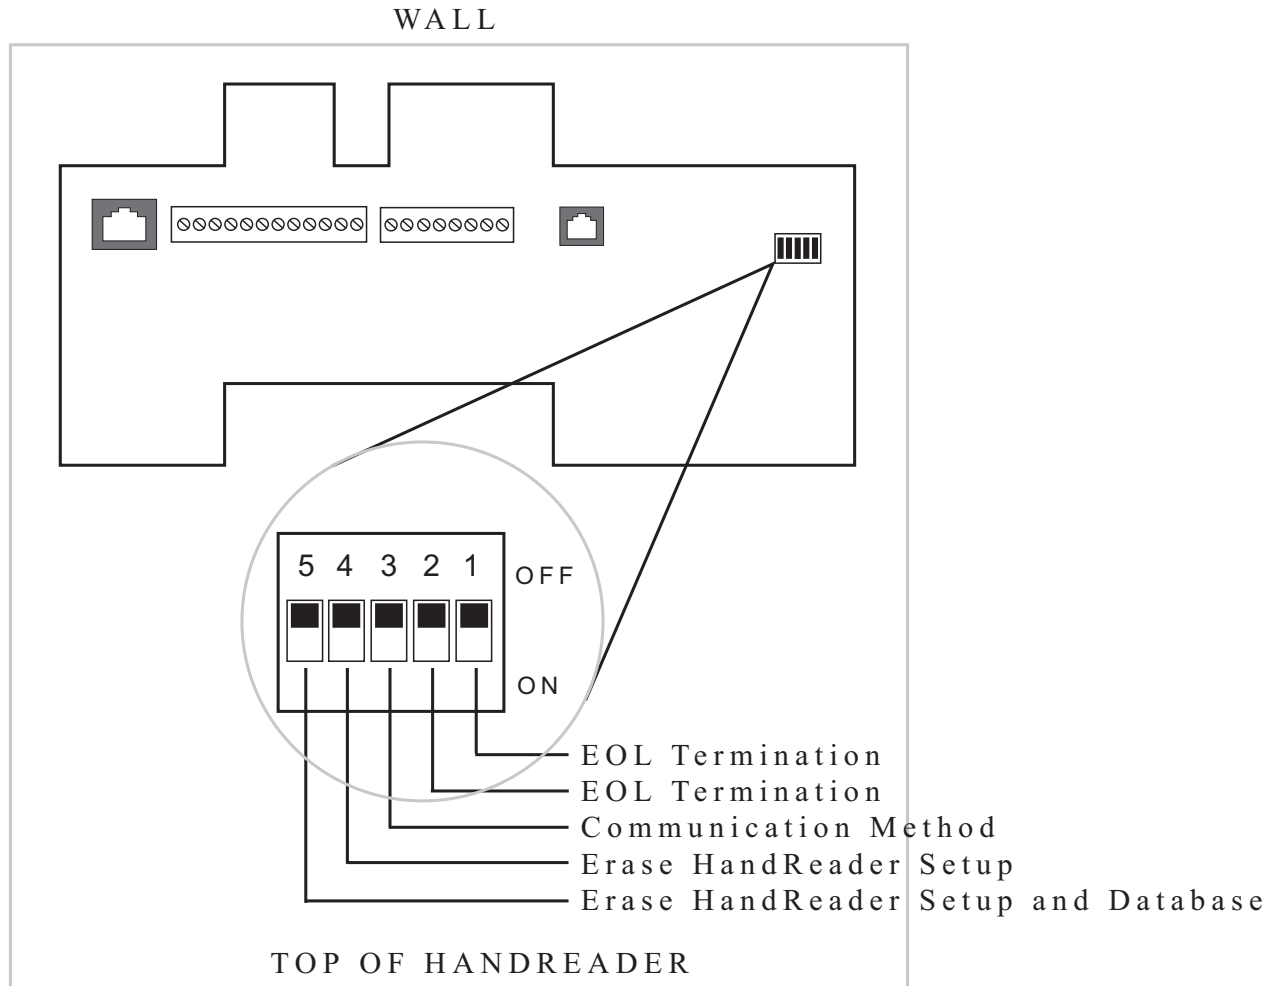 WALL
5 4 3 2 1
OFF
ON
EOL Termination
EOL Termination
Communication Method
Erase HandReader Setup
Erase HandReader Setup and Database
TOP OF HANDREADER